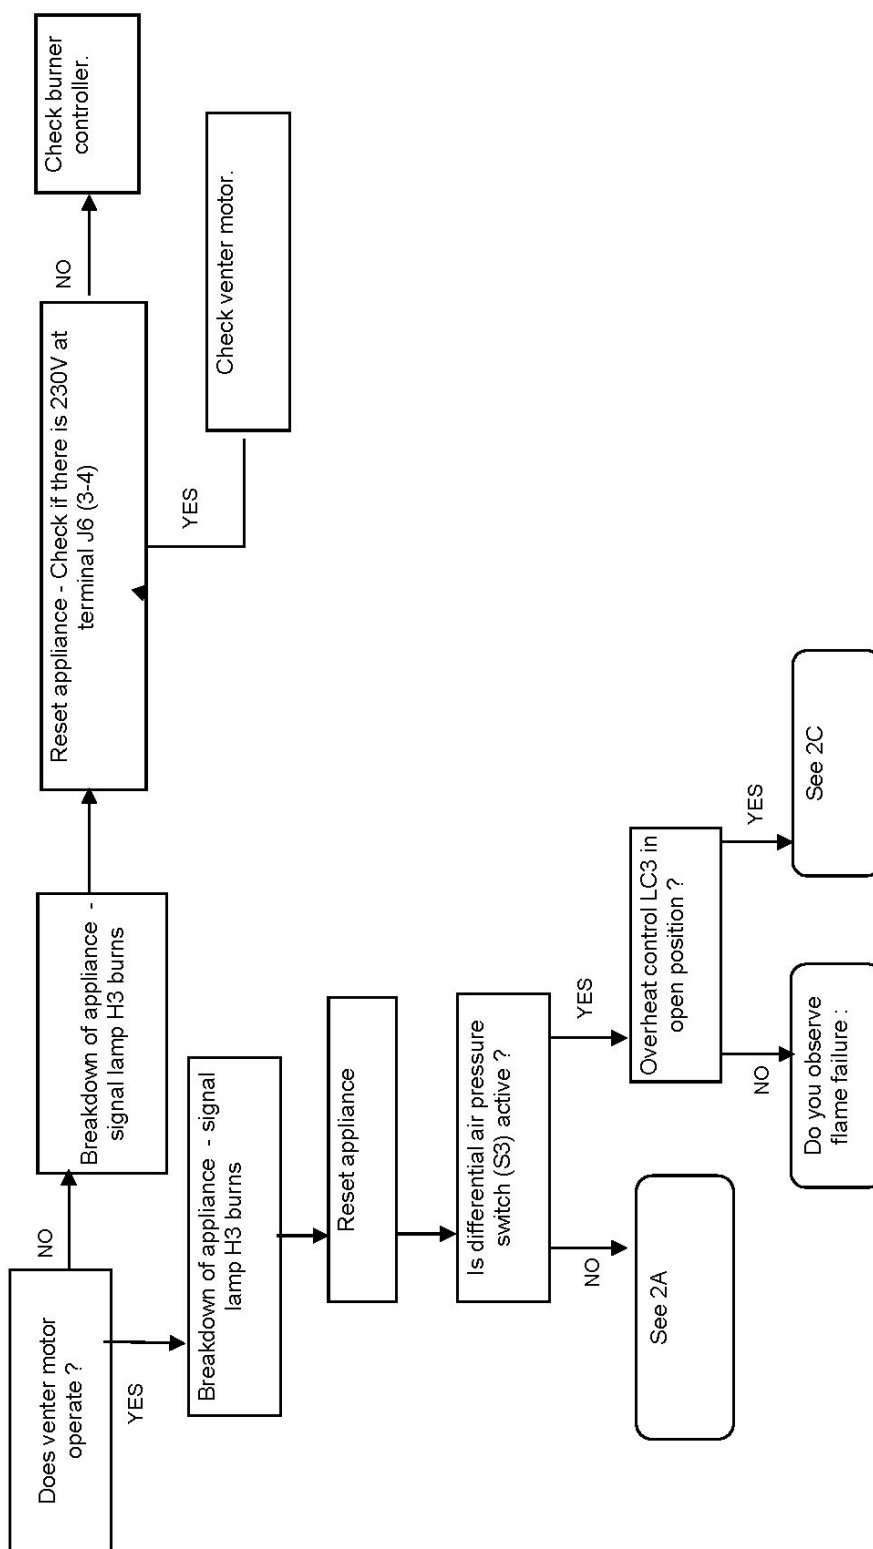 Does venter motor
operate ?
NO
Breakdown of appliance -
signal lamp H3 burns
Reset appliance - Check if there is 230V at
terminal J6 (3-4)
NO
Check burner
controller.
YES
Check venter motor.
YES
Breakdown of appliance - signal
lamp H3 burns
Reset appliance
Is differential air pressure
switch (S3) active ?
NO
See 2A
YES
Overheat control LC3 in
open position ?
NO
Do you observe
flame failure :
YES
See 2C